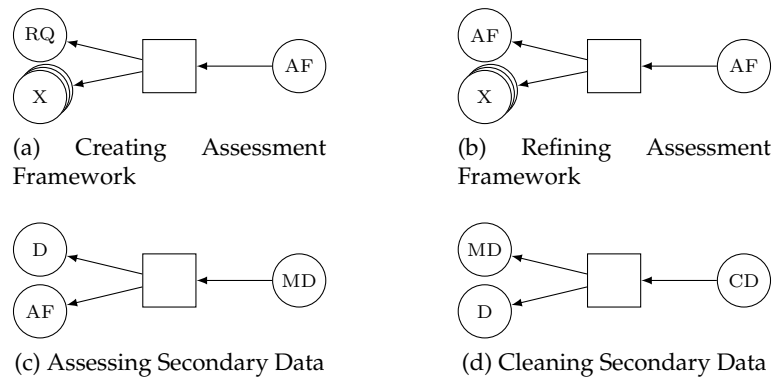 RQ
X
AF
(a) Creating Assessment
Framework
AF
X
AF
(b) Refining Assessment
Framework
D
AF
MD
(c) Assessing Secondary Data
MD
D
CD
(d) Cleaning Secondary Data